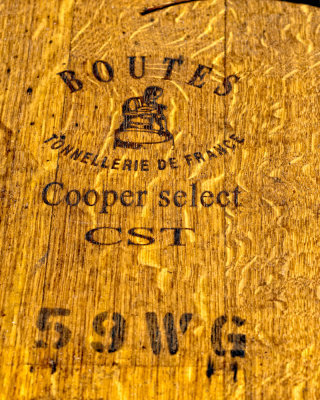 BOUTES
TONNELLERIE DE FRANCE
Cooper select
CST
59WG